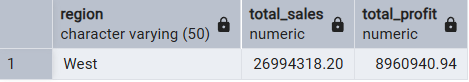 region total_sales total_profit
character varying (50) numeric numeric
1 West 26994318.20 8960940.94